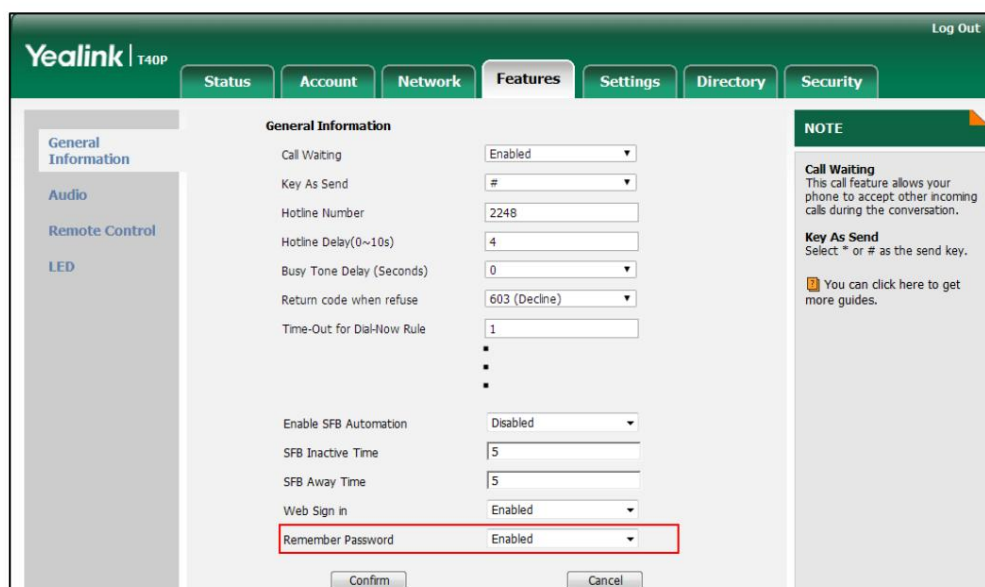 Log Out
Yealink | T40P
Status Account Network Features Settings Directory Security
General Information
Audio
Remote Control
LED
General Information
Call Waiting Enabled
Key As Send #
Hotline Number 2248
Hotline Delay(0~10s) 4
Busy Tone Delay (Seconds) 0
Return code when refuse 603 (Decline)
Time-Out for Dial-Now Rule 1
Enable SFB Automation Disabled
SFB Inactive Time 5
SFB Away Time 5
Web Sign in Enabled
Remember Password Enabled
Confirm Cancel
NOTE
Call Waiting
This call feature allows your
phone to accept other incoming
calls during the conversation.
Key As Send
Select * or # as the send key.
You can click here to get
more guides.